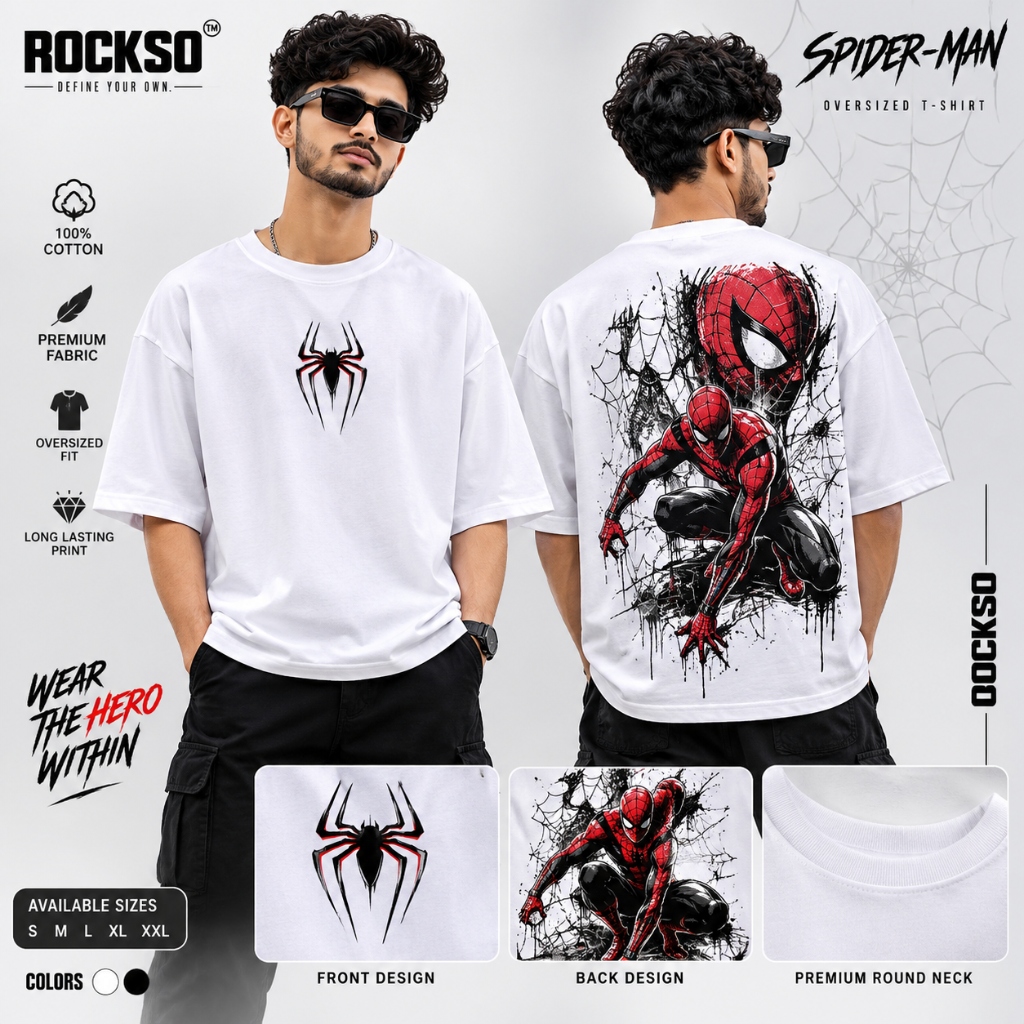 ROCKSO™
DEFINE YOUR OWN.
SPIDER-MAN
OVERSIZED T-SHIRT
100%
COTTON
PREMIUM
FABRIC
OVERSIZED
FIT
LONG LASTING
PRINT
WEAR
THE HERO
WITHIN
OOCKSO
AVAILABLE SIZES
S M L XL XXL
COLORS
FRONT DESIGN
BACK DESIGN
PREMIUM ROUND NECK